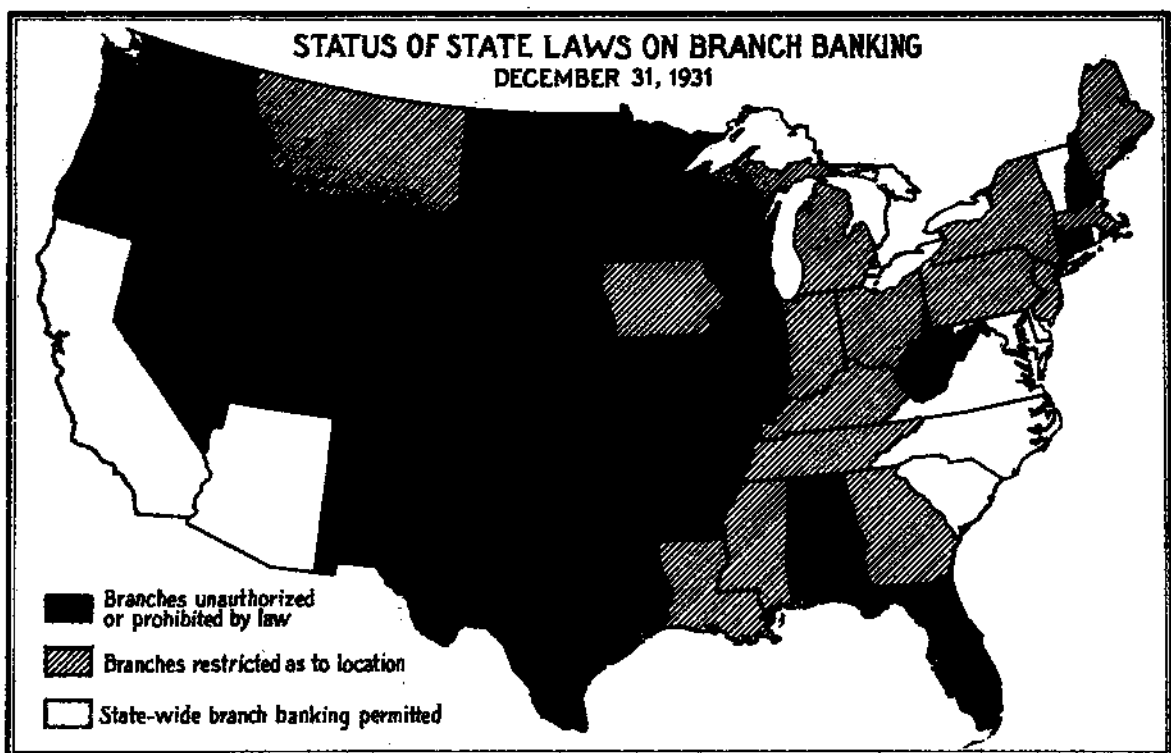 STATUS OF STATE LAWS ON BRANCH BANKING
DECEMBER 31, 1931
Branches unauthorized
or prohibited by law
Branches restricted as to location
State-wide branch banking permitted